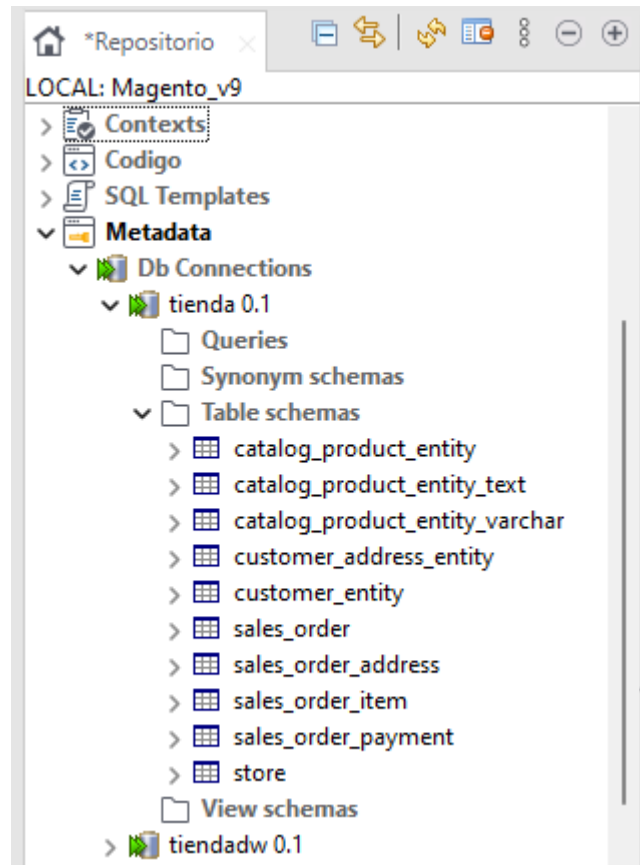 *Repositorio
LOCAL: Magento_v9
Contexts
Codigo
SQL Templates
Metadata
Db Connections
tienda 0.1
Queries
Synonym schemas
Table schemas
catalog_product_entity
catalog_product_entity_text
catalog_product_entity_varchar
customer_address_entity
customer_entity
sales_order
sales_order_address
sales_order_item
sales_order_payment
store
View schemas
tiendadw 0.1